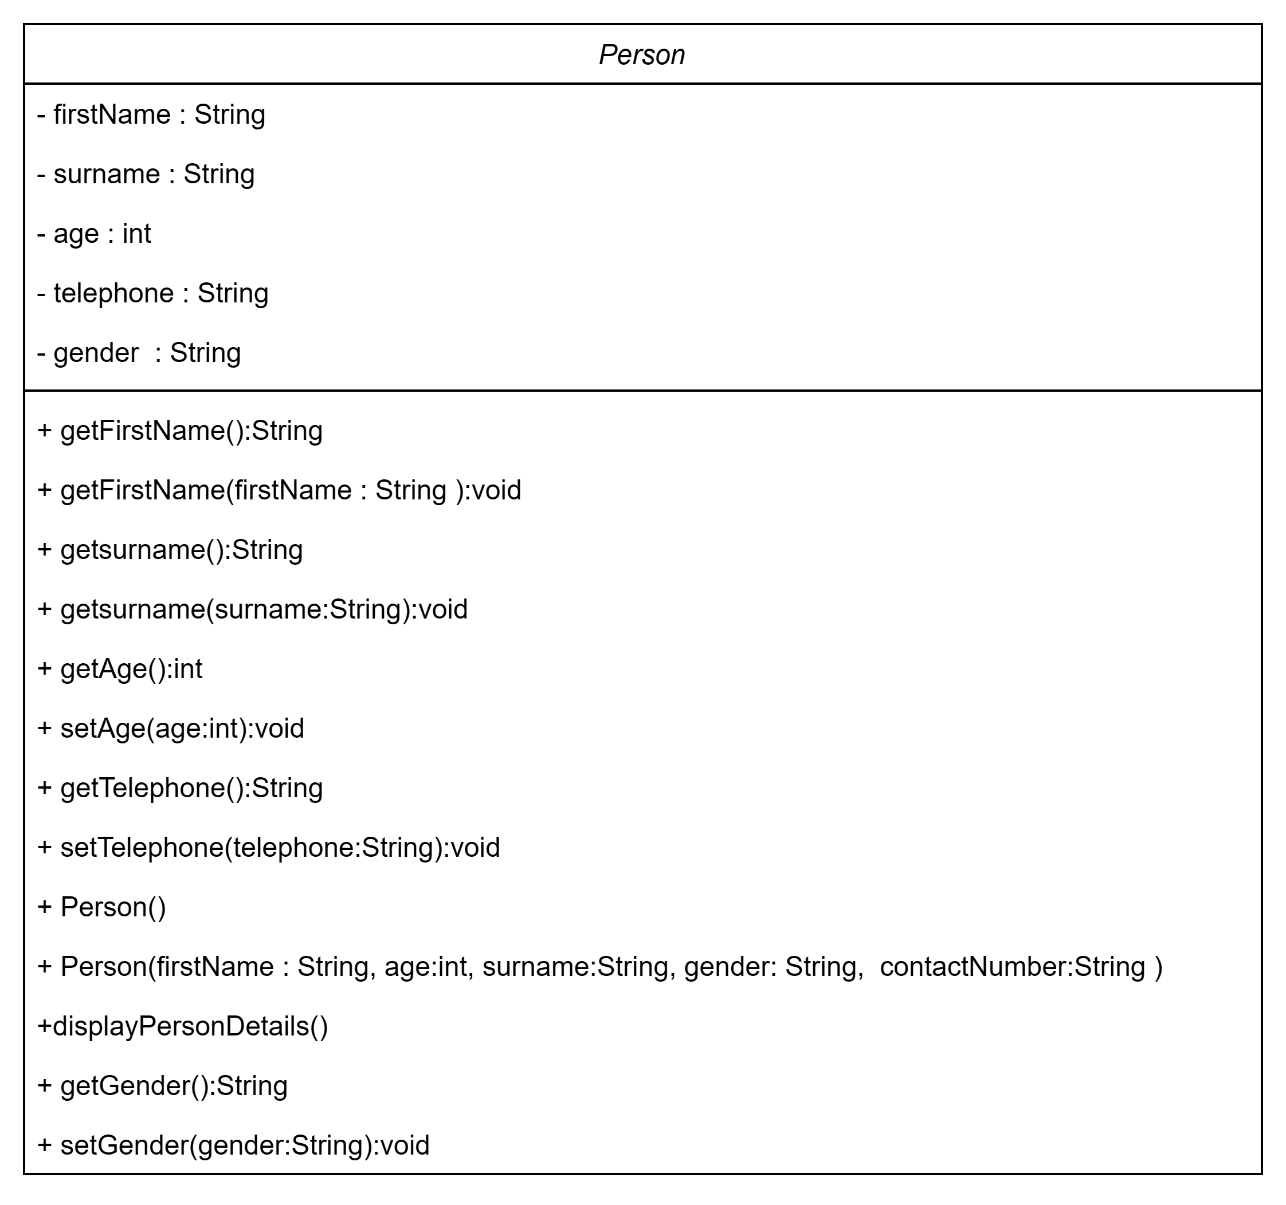 Person
- firstName : String
- surname : String
- age : int
- telephone : String
- gender  : String
+ getFirstName():String
+ getFirstName(firstName : String ):void
+ getsurname():String
+ getsurname(surname:String):void
+ getAge():int
+ setAge(age:int):void
+ getTelephone():String
+ setTelephone(telephone:String):void
+ Person()
+ Person(firstName : String, age:int, surname:String, gender: String,  contactNumber:String )
+displayPersonDetails()
+ getGender():String
+ setGender(gender:String):void